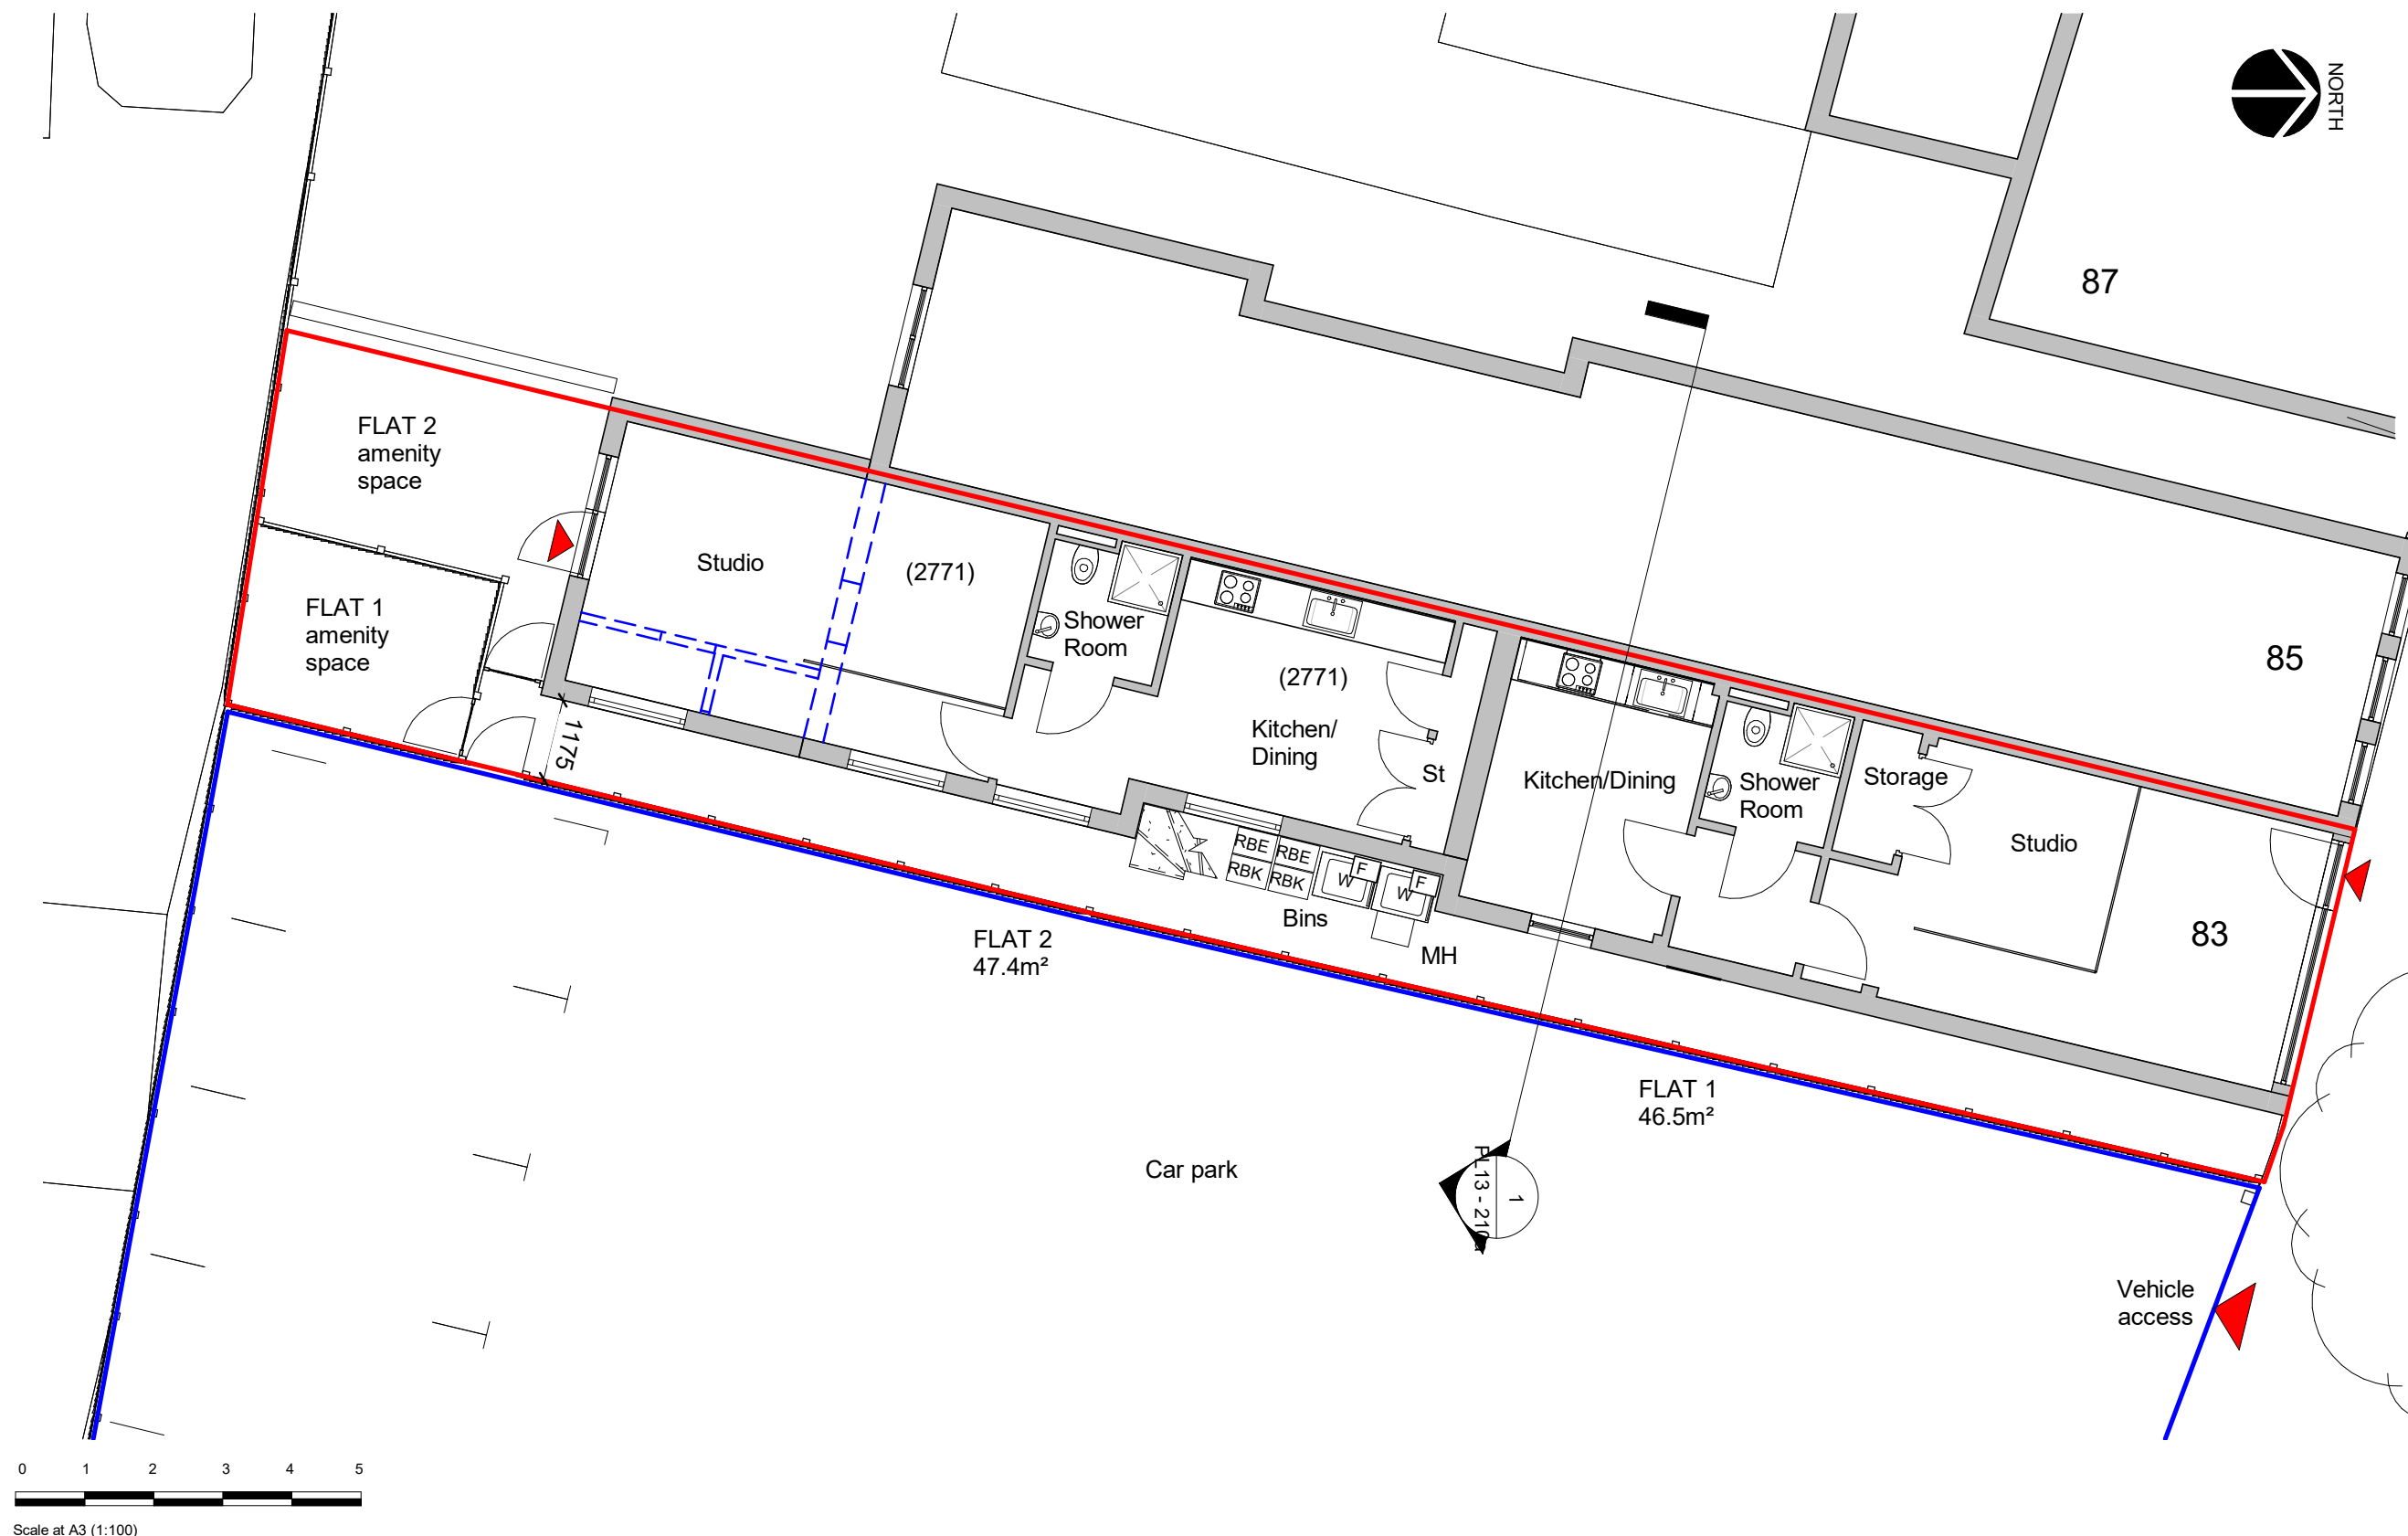 NORTH
87
FLAT 2
amenity
space
Studio
(2771)
FLAT 1
amenity
space
Shower
Room
(2771)
Kitchen/
Dining
St
1175
85
Kitchen/Dining
Shower
Room
Storage
Studio
83
RBE
RBE
RBK
RBK
W
F
W
F
Bins
MH
FLAT 2
47.4m²
FLAT 1
46.5m²
Car park
1
Vehicle
access
0 1 2 3 4 5
Scale at A3 (1:100)